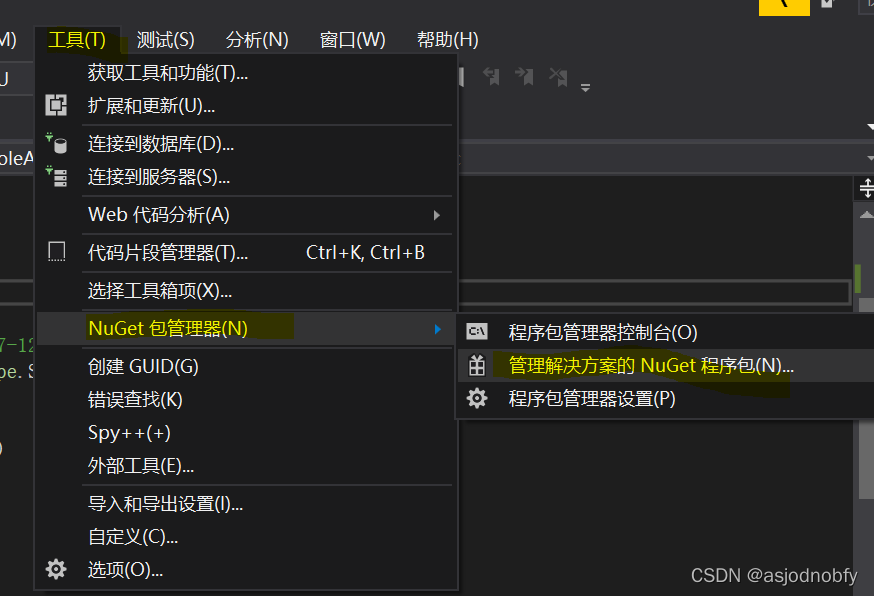 M) 工具(T) 测试(S) 分析(N) 窗口(W) 帮助(H)
U
获取工具和功能(T)...
扩展和更新(U)...
连接到数据库(D)...
oleA
连接到服务器(S)...
Web 代码分析(A)
代码片段管理器(T)... Ctrl+K, Ctrl+B
选择工具箱项(X)...
NuGet 包管理器(N)
程序包管理器控制台(O)
7-12
管理解决方案的 NuGet 程序包(N)...
pe.S
创建 GUID(G)
程序包管理器设置(P)
错误查找(K)
Spy++(+)
)
外部工具(E)...
导入和导出设置(I)...
自定义(C)...
选项(O)...
CSDN @asjodnobfy